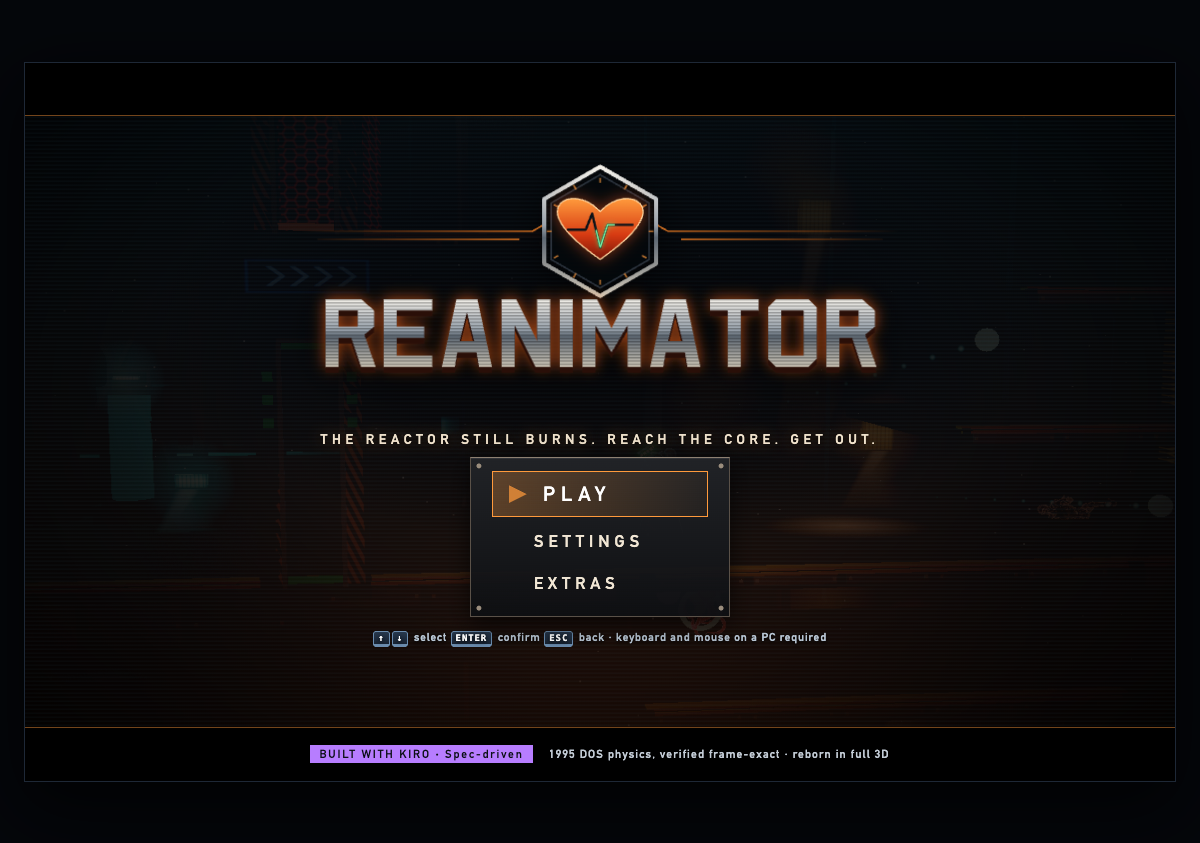 REANIMATOR
THE REACTOR STILL BURNS. REACH THE CORE. GET OUT.
PLAY
SETTINGS
EXTRAS
↑ ↓ select ENTER confirm ESC back · keyboard and mouse on a PC required
BUILT WITH KIRO · Spec-driven 1995 DOS physics, verified frame-exact · reborn in full 3D